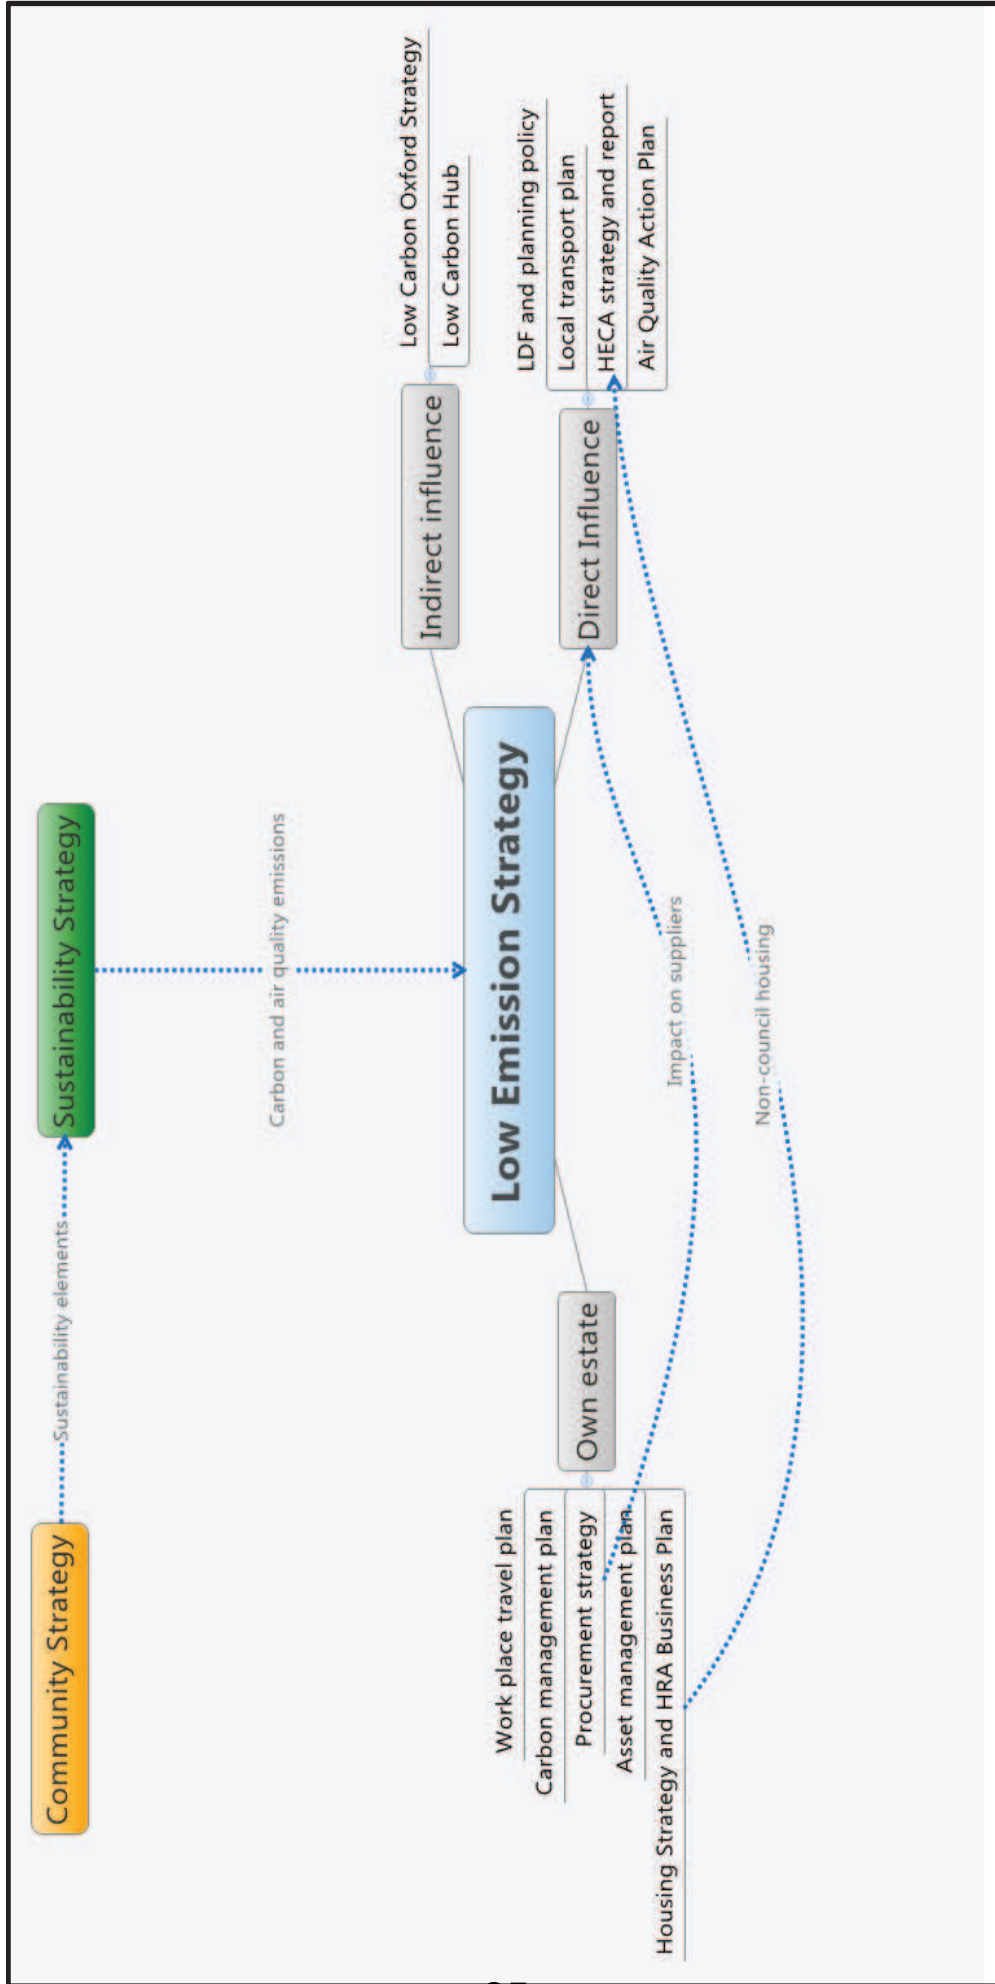 Community Strategy
Sustainability elements
Sustainability Strategy
Carbon and air quality emissions
Low Emission Strategy
Indirect influence
Low Carbon Oxford Strategy
Low Carbon Hub
Direct Influence
LDF and planning policy
Local transport plan
HECA strategy and report
Air Quality Action Plan
Own estate
Work place travel plan
Carbon management plan
Procurement strategy
Asset management plan
Housing Strategy and HRA Business Plan
Impact on suppliers
Non-council housing